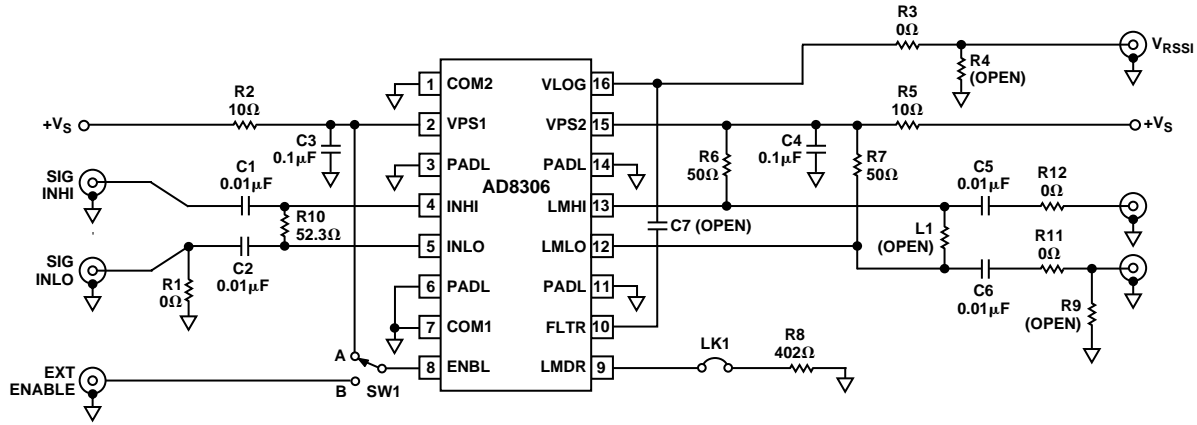 R3
0Ω
R4
(OPEN)
VRSSI
R2
10Ω
+VS
C3
0.1µF
1
COM2
VLOG
16
2
VPS1
VPS2
15
3
PADL
PADL
14
AD8306
4
INHI
LMHI
13
5
INLO
LMLO
12
6
PADL
PADL
11
7
COM1
FLTR
10
8
ENBL
LMDR
9
R5
10Ω
+VS
R6
50Ω
C4
0.1µF
R7
50Ω
SIG
INHI
C1
0.01µF
R10
52.3Ω
SIG
INLO
R1
0Ω
C2
0.01µF
C7 (OPEN)
C5
0.01µF
R12
0Ω
L1
(OPEN)
R11
0Ω
C6
0.01µF
R9
(OPEN)
EXT
ENABLE
A
B
SW1
LK1
R8
402Ω